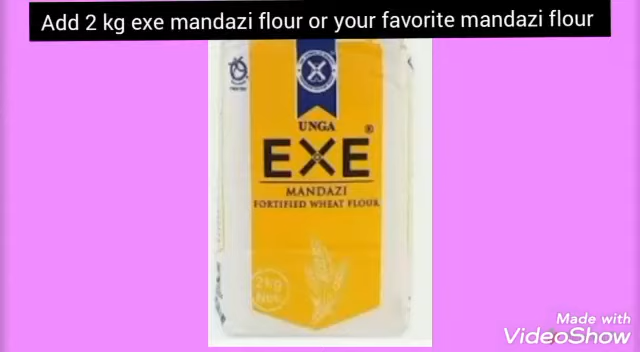 Add 2 kg exe mandazi flour or your favorite mandazi flour
UNGA
EXE®
MANDAZI
FORTIFIED WHEAT FLOUR
2kg
Made with
VideoShow